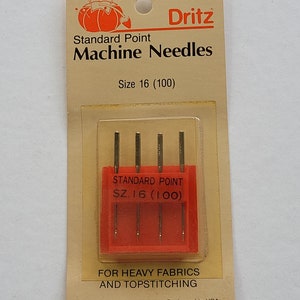 Dritz
Standard Point
Machine Needles
Size 16 (100)
STANDARD POINT
SZ. 16 (100)
FOR HEAVY FABRICS
AND TOPSTITCHING